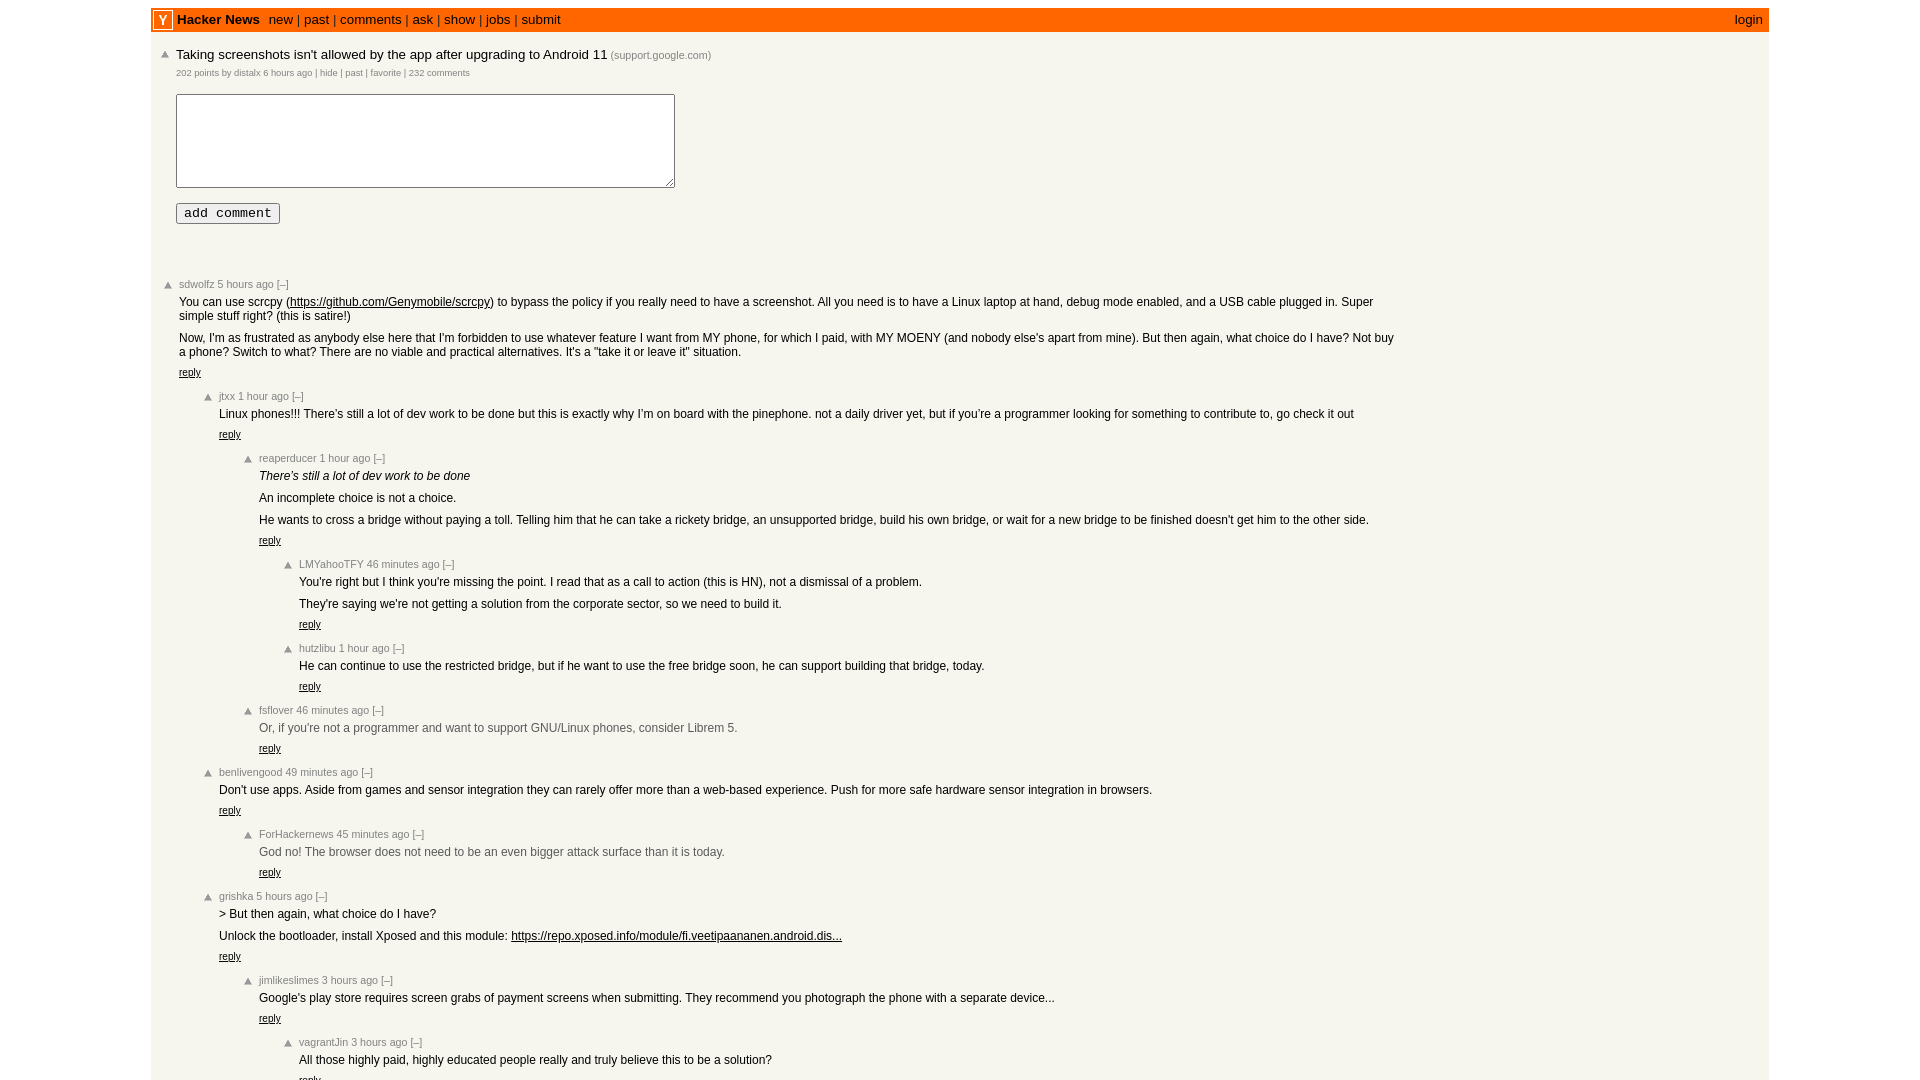 Y Hacker News new | past | comments | ask | show | jobs | submit login
Taking screenshots isn't allowed by the app after upgrading to Android 11 (support.google.com)
202 points by distalx 6 hours ago | hide | past | favorite | 232 comments
add comment
sdwolfz 5 hours ago [–]
You can use scrcpy (https://github.com/Genymobile/scrcpy) to bypass the policy if you really need to have a screenshot. All you need is to have a Linux laptop at hand, debug mode enabled, and a USB cable plugged in. Super
simple stuff right? (this is satire!)
Now, I'm as frustrated as anybody else here that I'm forbidden to use whatever feature I want from MY phone, for which I paid, with MY MOENY (and nobody else's apart from mine). But then again, what choice do I have? Not buy
a phone? Switch to what? There are no viable and practical alternatives. It's a "take it or leave it" situation.
reply
jtxx 1 hour ago [–]
Linux phones!!! There’s still a lot of dev work to be done but this is exactly why I’m on board with the pinephone. not a daily driver yet, but if you’re a programmer looking for something to contribute to, go check it out
reply
reaperducer 1 hour ago [–]
There’s still a lot of dev work to be done
An incomplete choice is not a choice.
He wants to cross a bridge without paying a toll. Telling him that he can take a rickety bridge, an unsupported bridge, build his own bridge, or wait for a new bridge to be finished doesn't get him to the other side.
reply
LMYahooTFY 46 minutes ago [–]
You're right but I think you're missing the point. I read that as a call to action (this is HN), not a dismissal of a problem.
They're saying we're not getting a solution from the corporate sector, so we need to build it.
reply
hutzlibu 1 hour ago [–]
He can continue to use the restricted bridge, but if he want to use the free bridge soon, he can support building that bridge, today.
reply
fsflover 46 minutes ago [–]
Or, if you're not a programmer and want to support GNU/Linux phones, consider Librem 5.
reply
benlivengood 49 minutes ago [–]
Don't use apps. Aside from games and sensor integration they can rarely offer more than a web-based experience. Push for more safe hardware sensor integration in browsers.
reply
ForHackernews 45 minutes ago [–]
God no! The browser does not need to be an even bigger attack surface than it is today.
reply
grishka 5 hours ago [–]
> But then again, what choice do I have?
Unlock the bootloader, install Xposed and this module: https://repo.xposed.info/module/fi.veetipaananen.android.dis...
reply
jimlikeslimes 3 hours ago [–]
Google's play store requires screen grabs of payment screens when submitting. They recommend you photograph the phone with a separate device...
reply
vagrantJin 3 hours ago [–]
All those highly paid, highly educated people really and truly believe this to be a solution?
reply